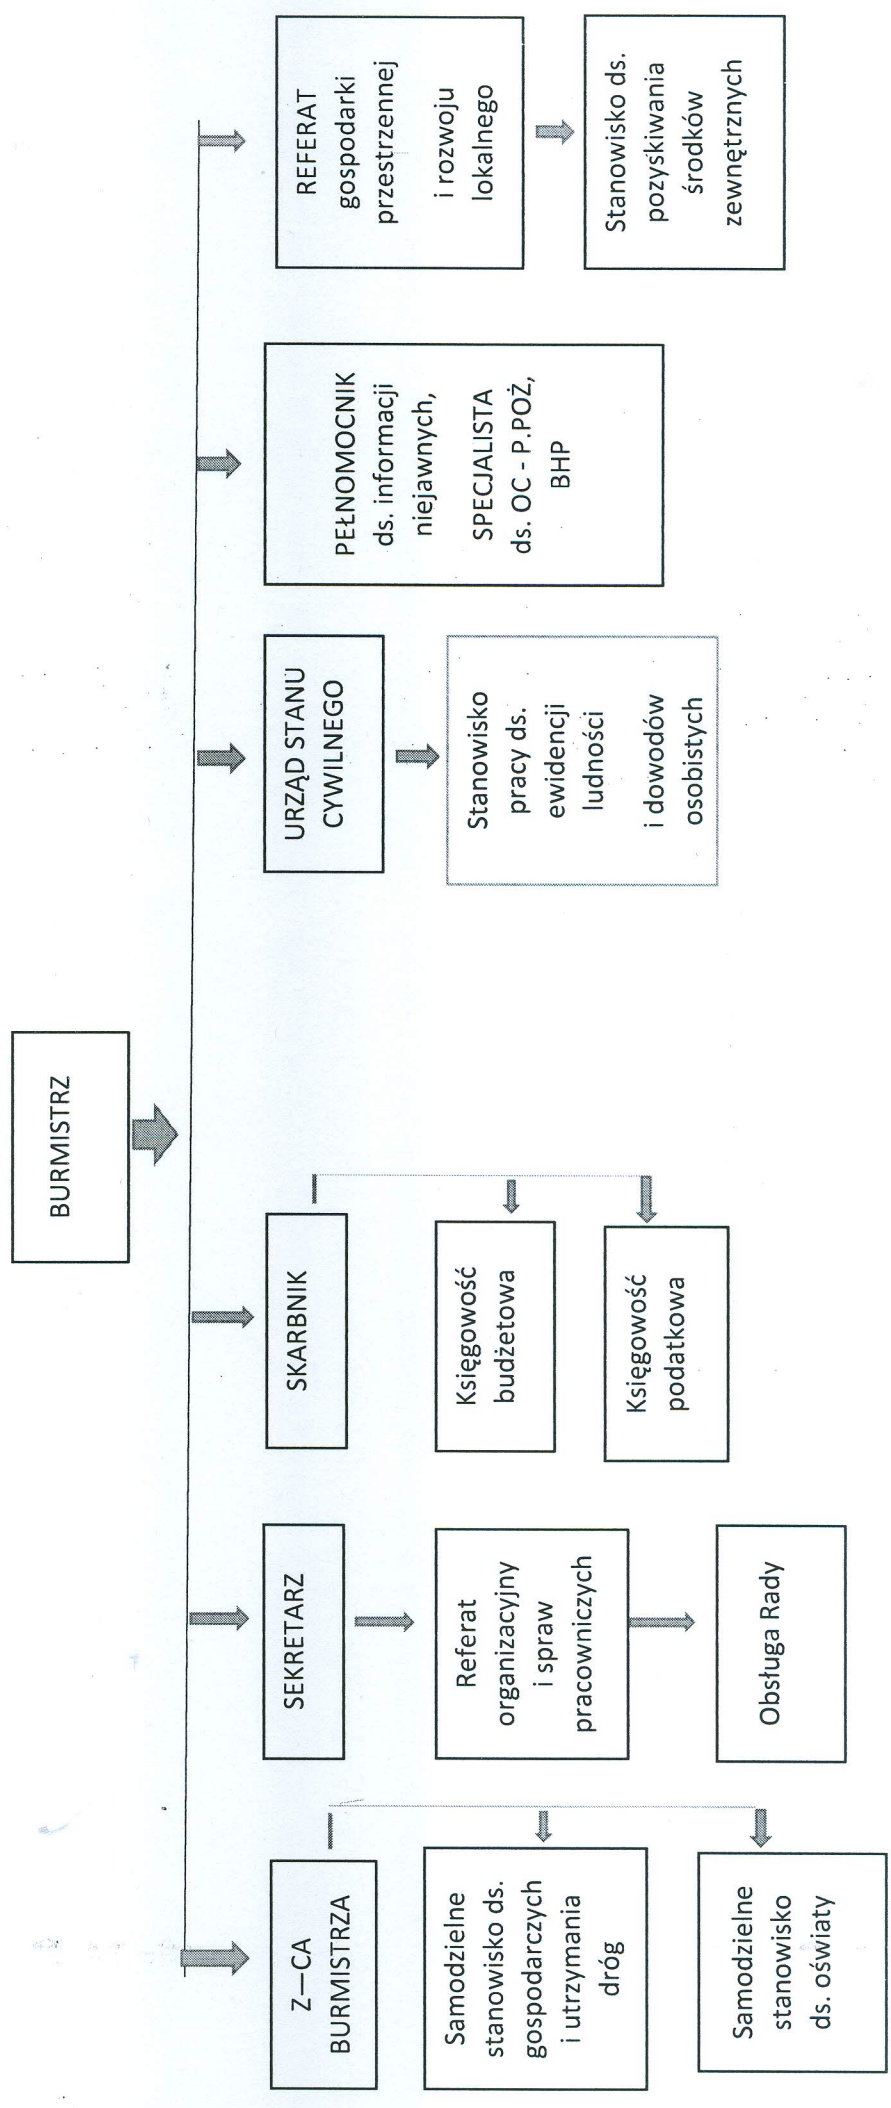 BURMISTRZ
Z—CA
BURMISTRZA
Samodzielne
stanowisko ds.
gospodarczych
i utrzymania
dróg
Samodzielne
stanowisko
ds. oświaty
SEKRETARZ
Referat
organizacyjny
i spraw
pracowniczych
Obsługa Rady
SKARBNIK
Księgowość
budżetowa
Księgowość
podatkowa
URZĄD STANU
CYWILNEGO
Stanowisko
pracy ds.
ewidencji
ludności
i dowodów
osobistych
PEŁNOMOCNIK
ds. informacji
niejawnych,
SPECJALISTA
ds. OC - P.POŻ,
BHP
REFERAT
gospodarki
przestrzennej
i rozwoju
lokalnego
Stanowisko ds.
pozyskiwania
środków
zewnętrznych